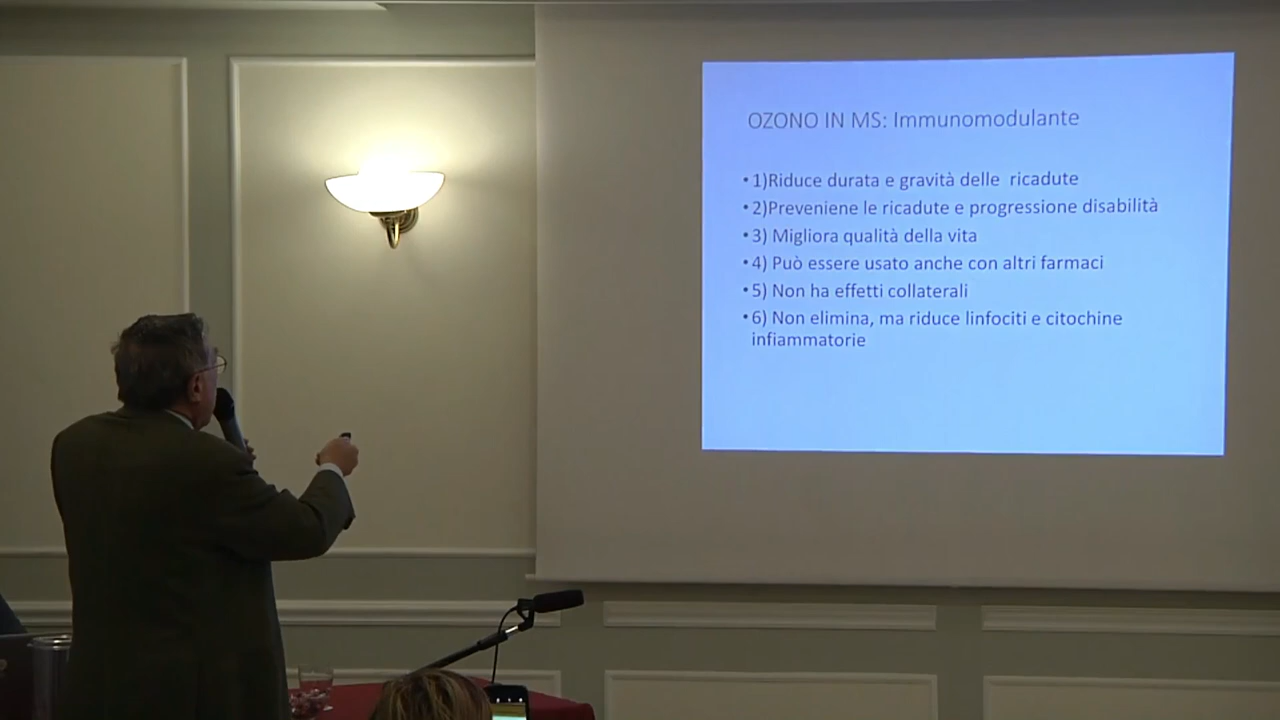 OZONO IN MS: Immunomodulante
• 1)Riduce durata e gravità delle ricadute
• 2)Preveniene le ricadute e progressione disabilità
• 3) Migliora qualità della vita
• 4) Può essere usato anche con altri farmaci
• 5) Non ha effetti collaterali
• 6) Non elimina, ma riduce linfociti e citochine
infiammatorie